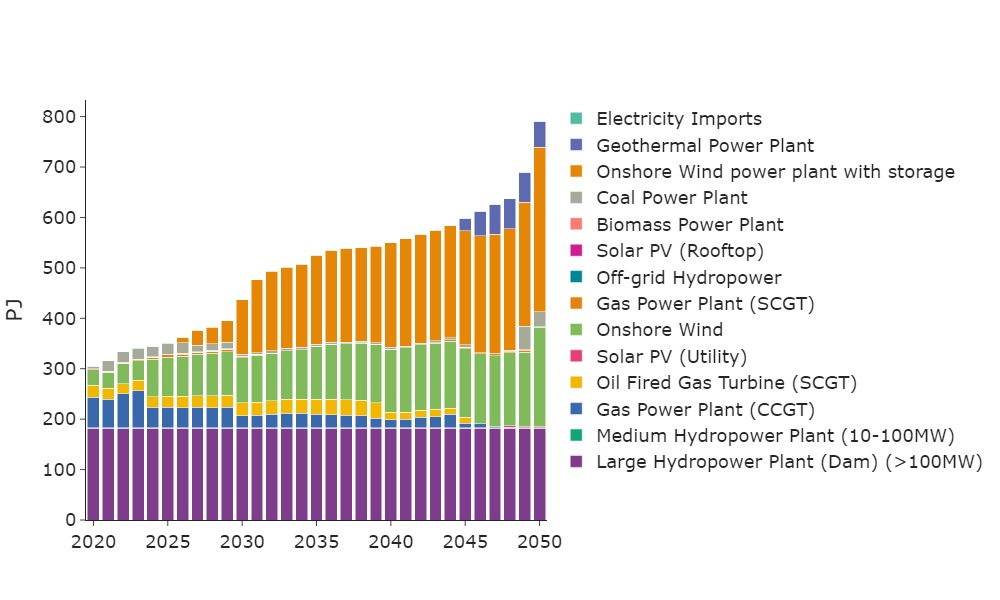 PJ
800
700
600
500
400
300
200
100
0
2020 2025 2030 2035 2040 2045 2050
Electricity Imports
Geothermal Power Plant
Onshore Wind power plant with storage
Coal Power Plant
Biomass Power Plant
Solar PV (Rooftop)
Off-grid Hydropower
Gas Power Plant (SCGT)
Onshore Wind
Solar PV (Utility)
Oil Fired Gas Turbine (SCGT)
Gas Power Plant (CCGT)
Medium Hydropower Plant (10-100MW)
Large Hydropower Plant (Dam) (>100MW)